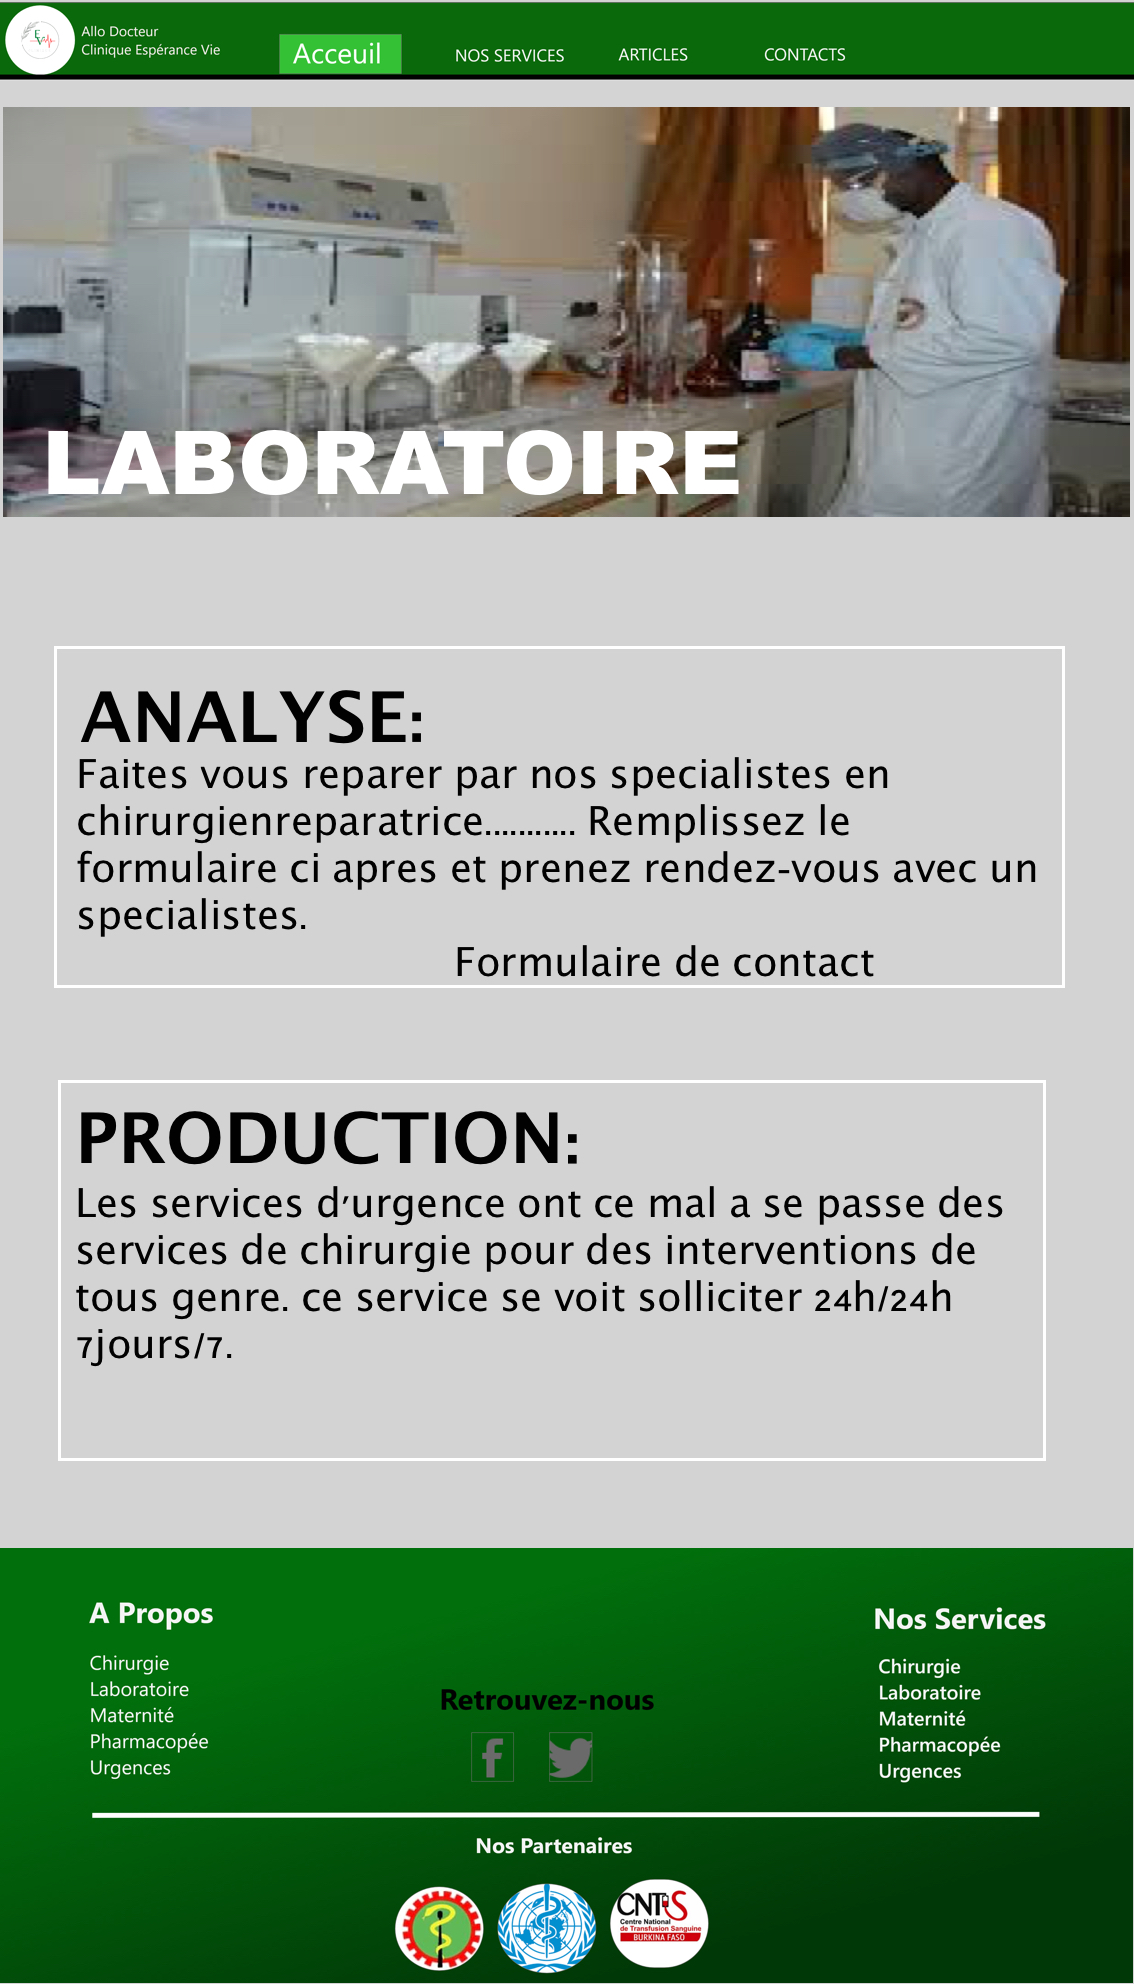 Allo Docteur
Clinique Espérance Vie
Acceuil
NOS SERVICES
ARTICLES
CONTACTS
LABORATOIRE
ANALYSE:
Faites vous reparer par nos specialistes en
chirurgienreparatrice........... Remplissez le
formulaire ci apres et prenez rendez-vous avec un
specialistes.
Formulaire de contact
PRODUCTION:
Les services d'urgence ont ce mal a se passe des
services de chirurgie pour des interventions de
tous genre. ce service se voit solliciter 24h/24h
7jours/7.
A Propos
Chirurgie
Laboratoire
Maternité
Pharmacopée
Urgences
Retrouvez-nous
Nos Services
Chirurgie
Laboratoire
Maternité
Pharmacopée
Urgences
Nos Partenaires
CNTS
Centre National
de Transfusion Sanguine
BURKINA FASO